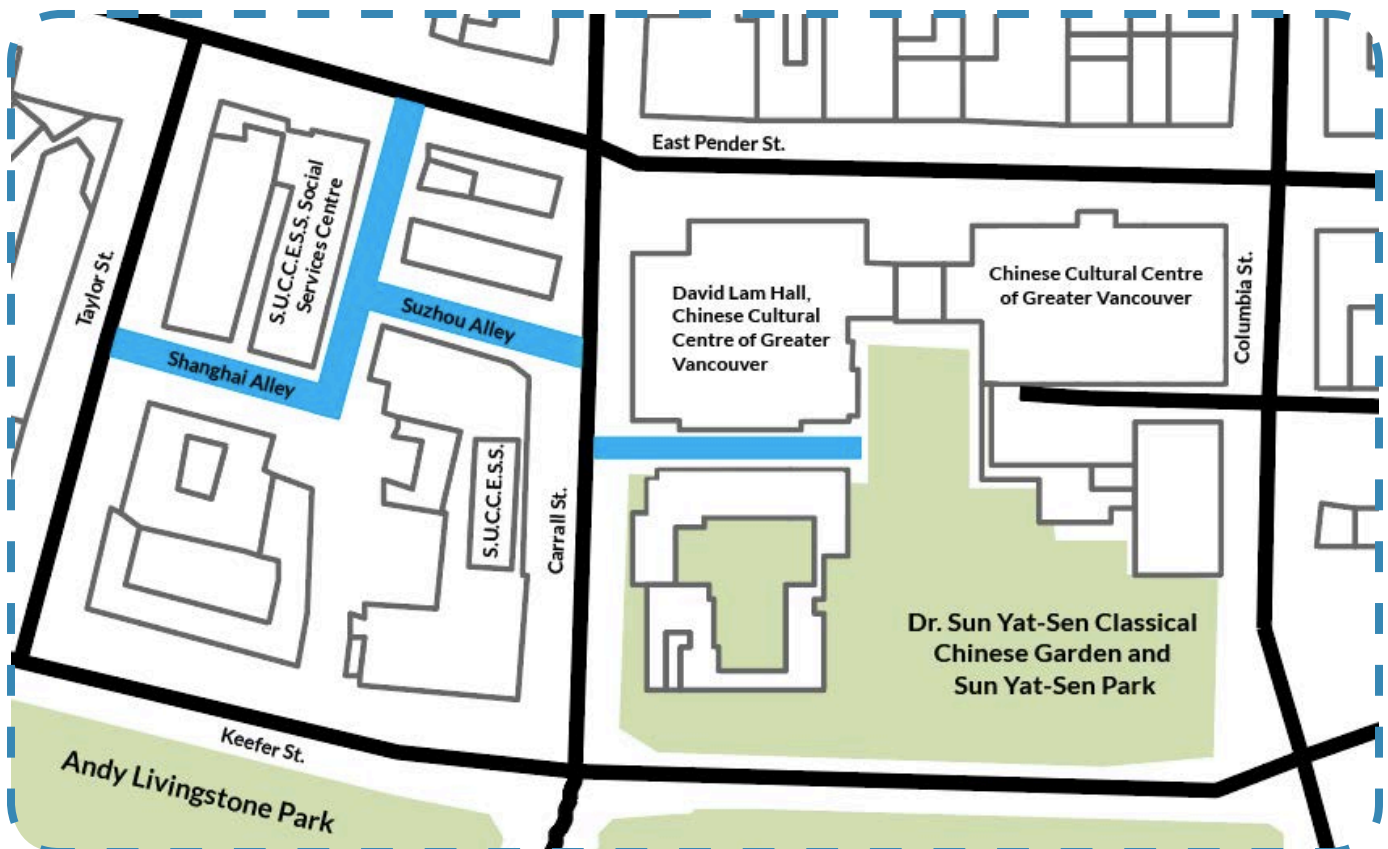 East Pender St.
Taylor St.
S.U.C.C.E.S.S. Social
Services Centre
Suzhou Alley
Shanghai Alley
David Lam Hall,
Chinese Cultural
Centre of Greater
Vancouver
Chinese Cultural Centre
of Greater Vancouver
Columbia St.
S.U.C.C.E.S.S.
Carrall St.
Dr. Sun Yat-Sen Classical
Chinese Garden and
Sun Yat-Sen Park
Keefer St.
Andy Livingstone Park